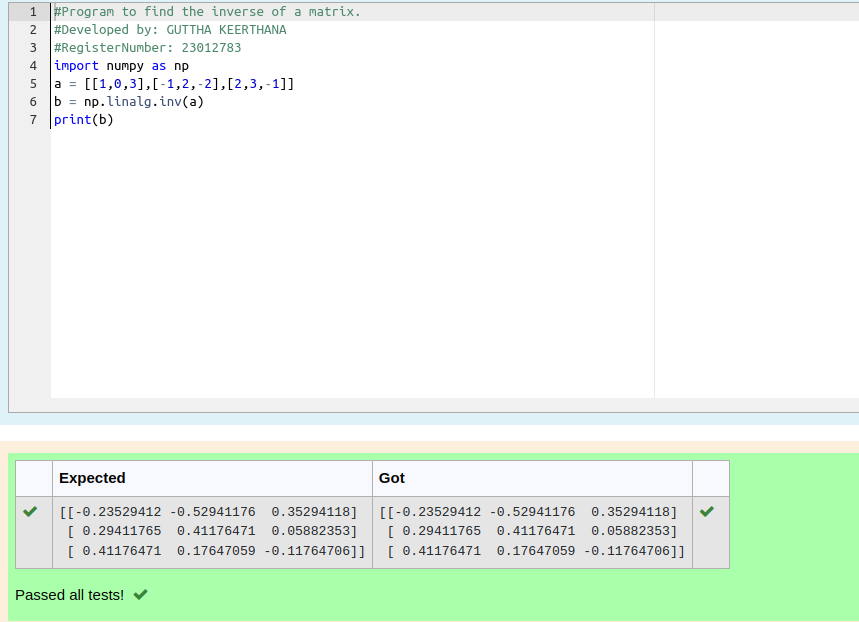 1 #Program to find the inverse of a matrix.
2 #Developed by: GUTTHA KEERTHANA
3 #RegisterNumber: 23012783
4 import numpy as np
5 a = [[1,0,3],[-1,2,-2],[2,3,-1]]
6 b = np.linalg.inv(a)
7 print(b)
Expected Got
[[-0.23529412 -0.52941176  0.35294118] [[-0.23529412 -0.52941176  0.35294118]
[ 0.29411765  0.41176471  0.05882353] [ 0.29411765  0.41176471  0.05882353]
[ 0.41176471  0.17647059 -0.11764706]] [ 0.41176471  0.17647059 -0.11764706]]
Passed all tests!